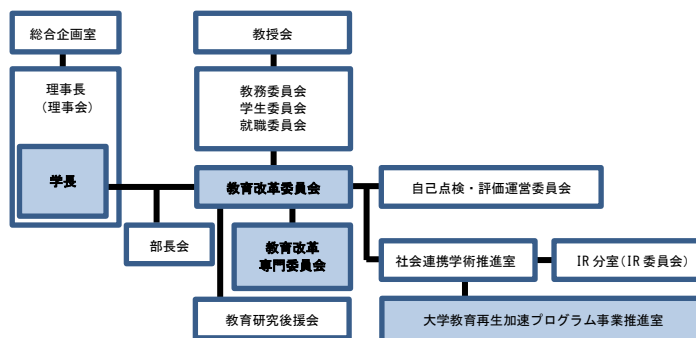 総合企画室
教授会
理事長
（理事会）
教務委員会
学生委員会
就職委員会
学長
教育改革委員会
自己点検・評価運営委員会
部長会
教育改革
専門委員会
社会連携学術推進室
IR分室（IR委員会）
教育研究後援会
大学教育再生加速プログラム事業推進室